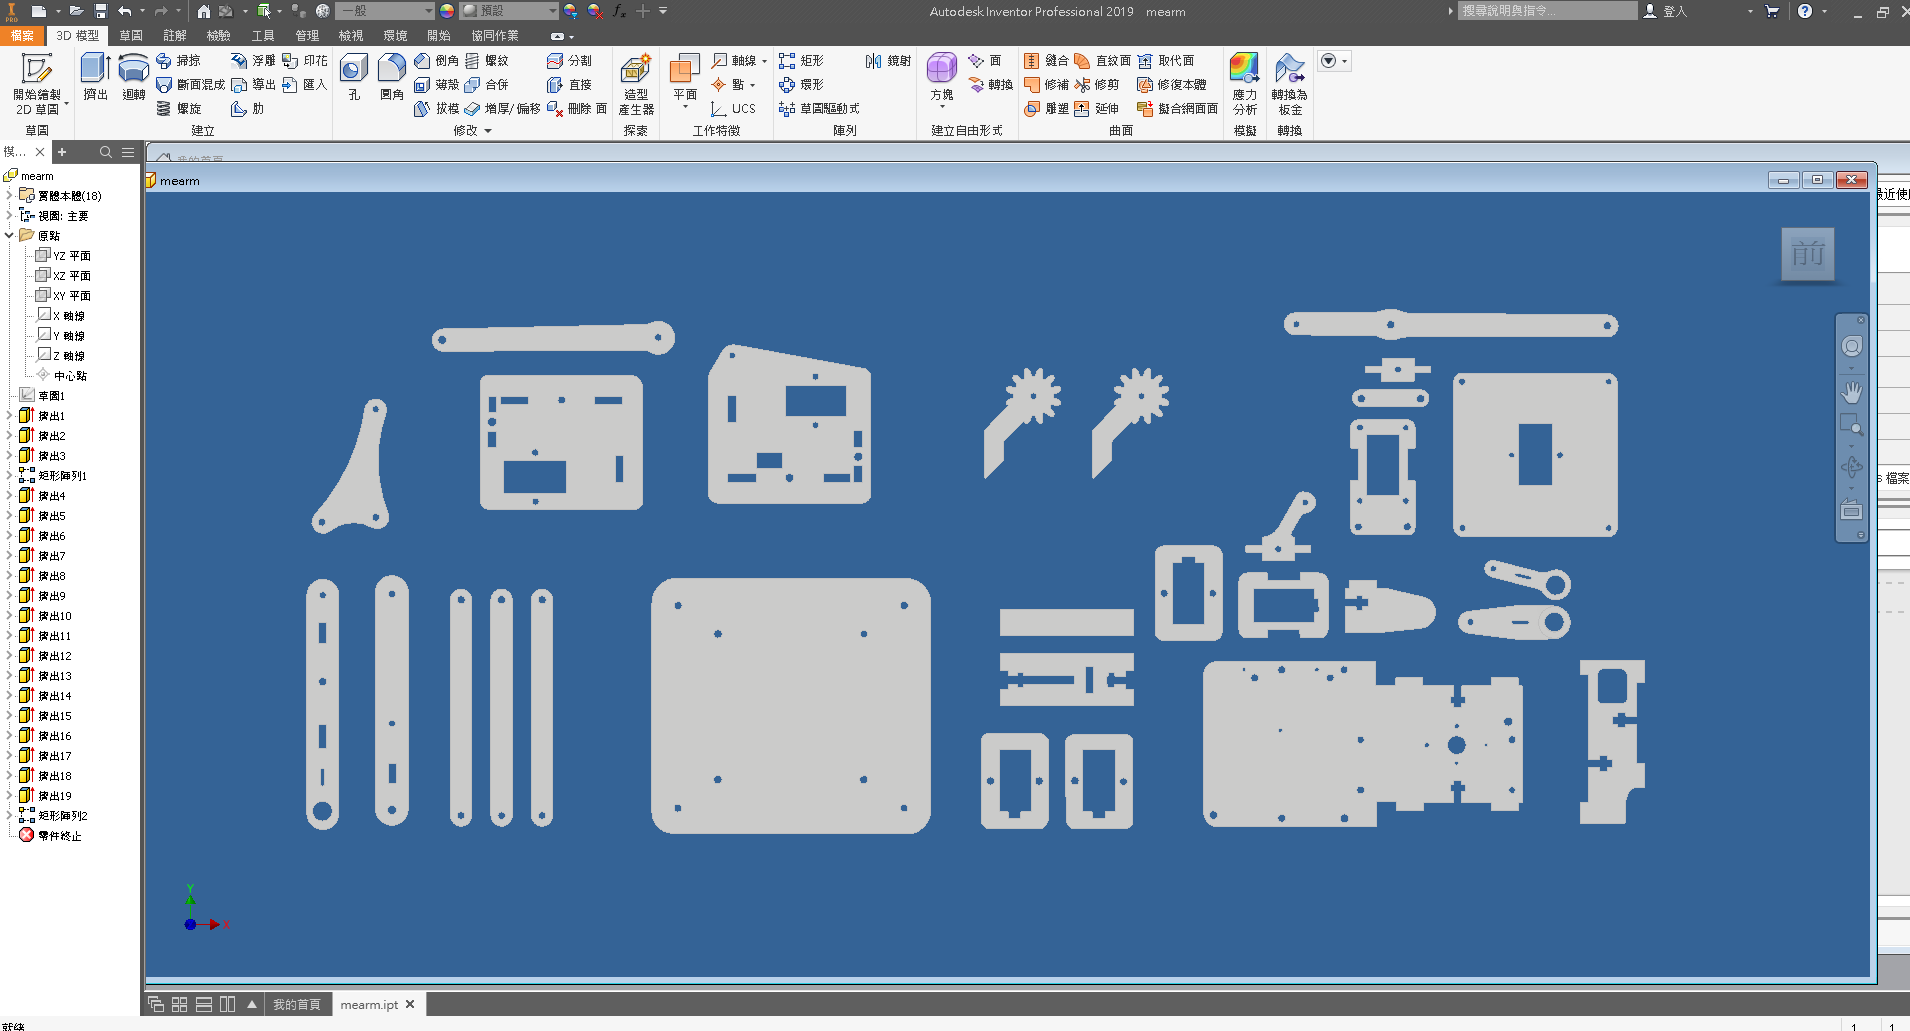 PRO
一般
預設
fx
Autodesk Inventor Professional 2019 mearm
搜尋說明與指令...
登入
檔案 3D 模型 草圖 註解 檢驗 工具 管理 檢視 環境 開始 協同作業
開始繪製
2D 草圖
草圖
擠出 迴轉
掃掠 浮雕 印花
斷面混成 導出 匯入
螺旋 肋
建立
孔 圓角
倒角 螺紋 分割
薄殼 合併 直接
拔模 增厚/偏移 刪除 面
修改
造型
產生器
探索
平面
軸線
點
UCS
工作特徵
矩形 鏡射
環形
草圖驅動式
陣列
方塊
面
轉換
建立自由形式
縫合 直紋面 取代面
修補 修剪 修復本體
雕塑 延伸 擬合網面面
曲面
應力
分析
模擬
轉換為
板金
轉換
模...
我的首頁
mearm
實體本體(18)
視圖: 主要
原點
YZ 平面
XZ 平面
XY 平面
X 軸線
Y 軸線
Z 軸線
中心點
草圖1
擠出1
擠出2
擠出3
矩形陣列1
擠出4
擠出5
擠出6
擠出7
擠出8
擠出9
擠出10
擠出11
擠出12
擠出13
擠出14
擠出15
擠出16
擠出17
擠出18
擠出19
矩形陣列2
零件終止
mearm
最近使用
前
s 檔案
Y
X
我的首頁 mearm.ipt
就緒
1 1